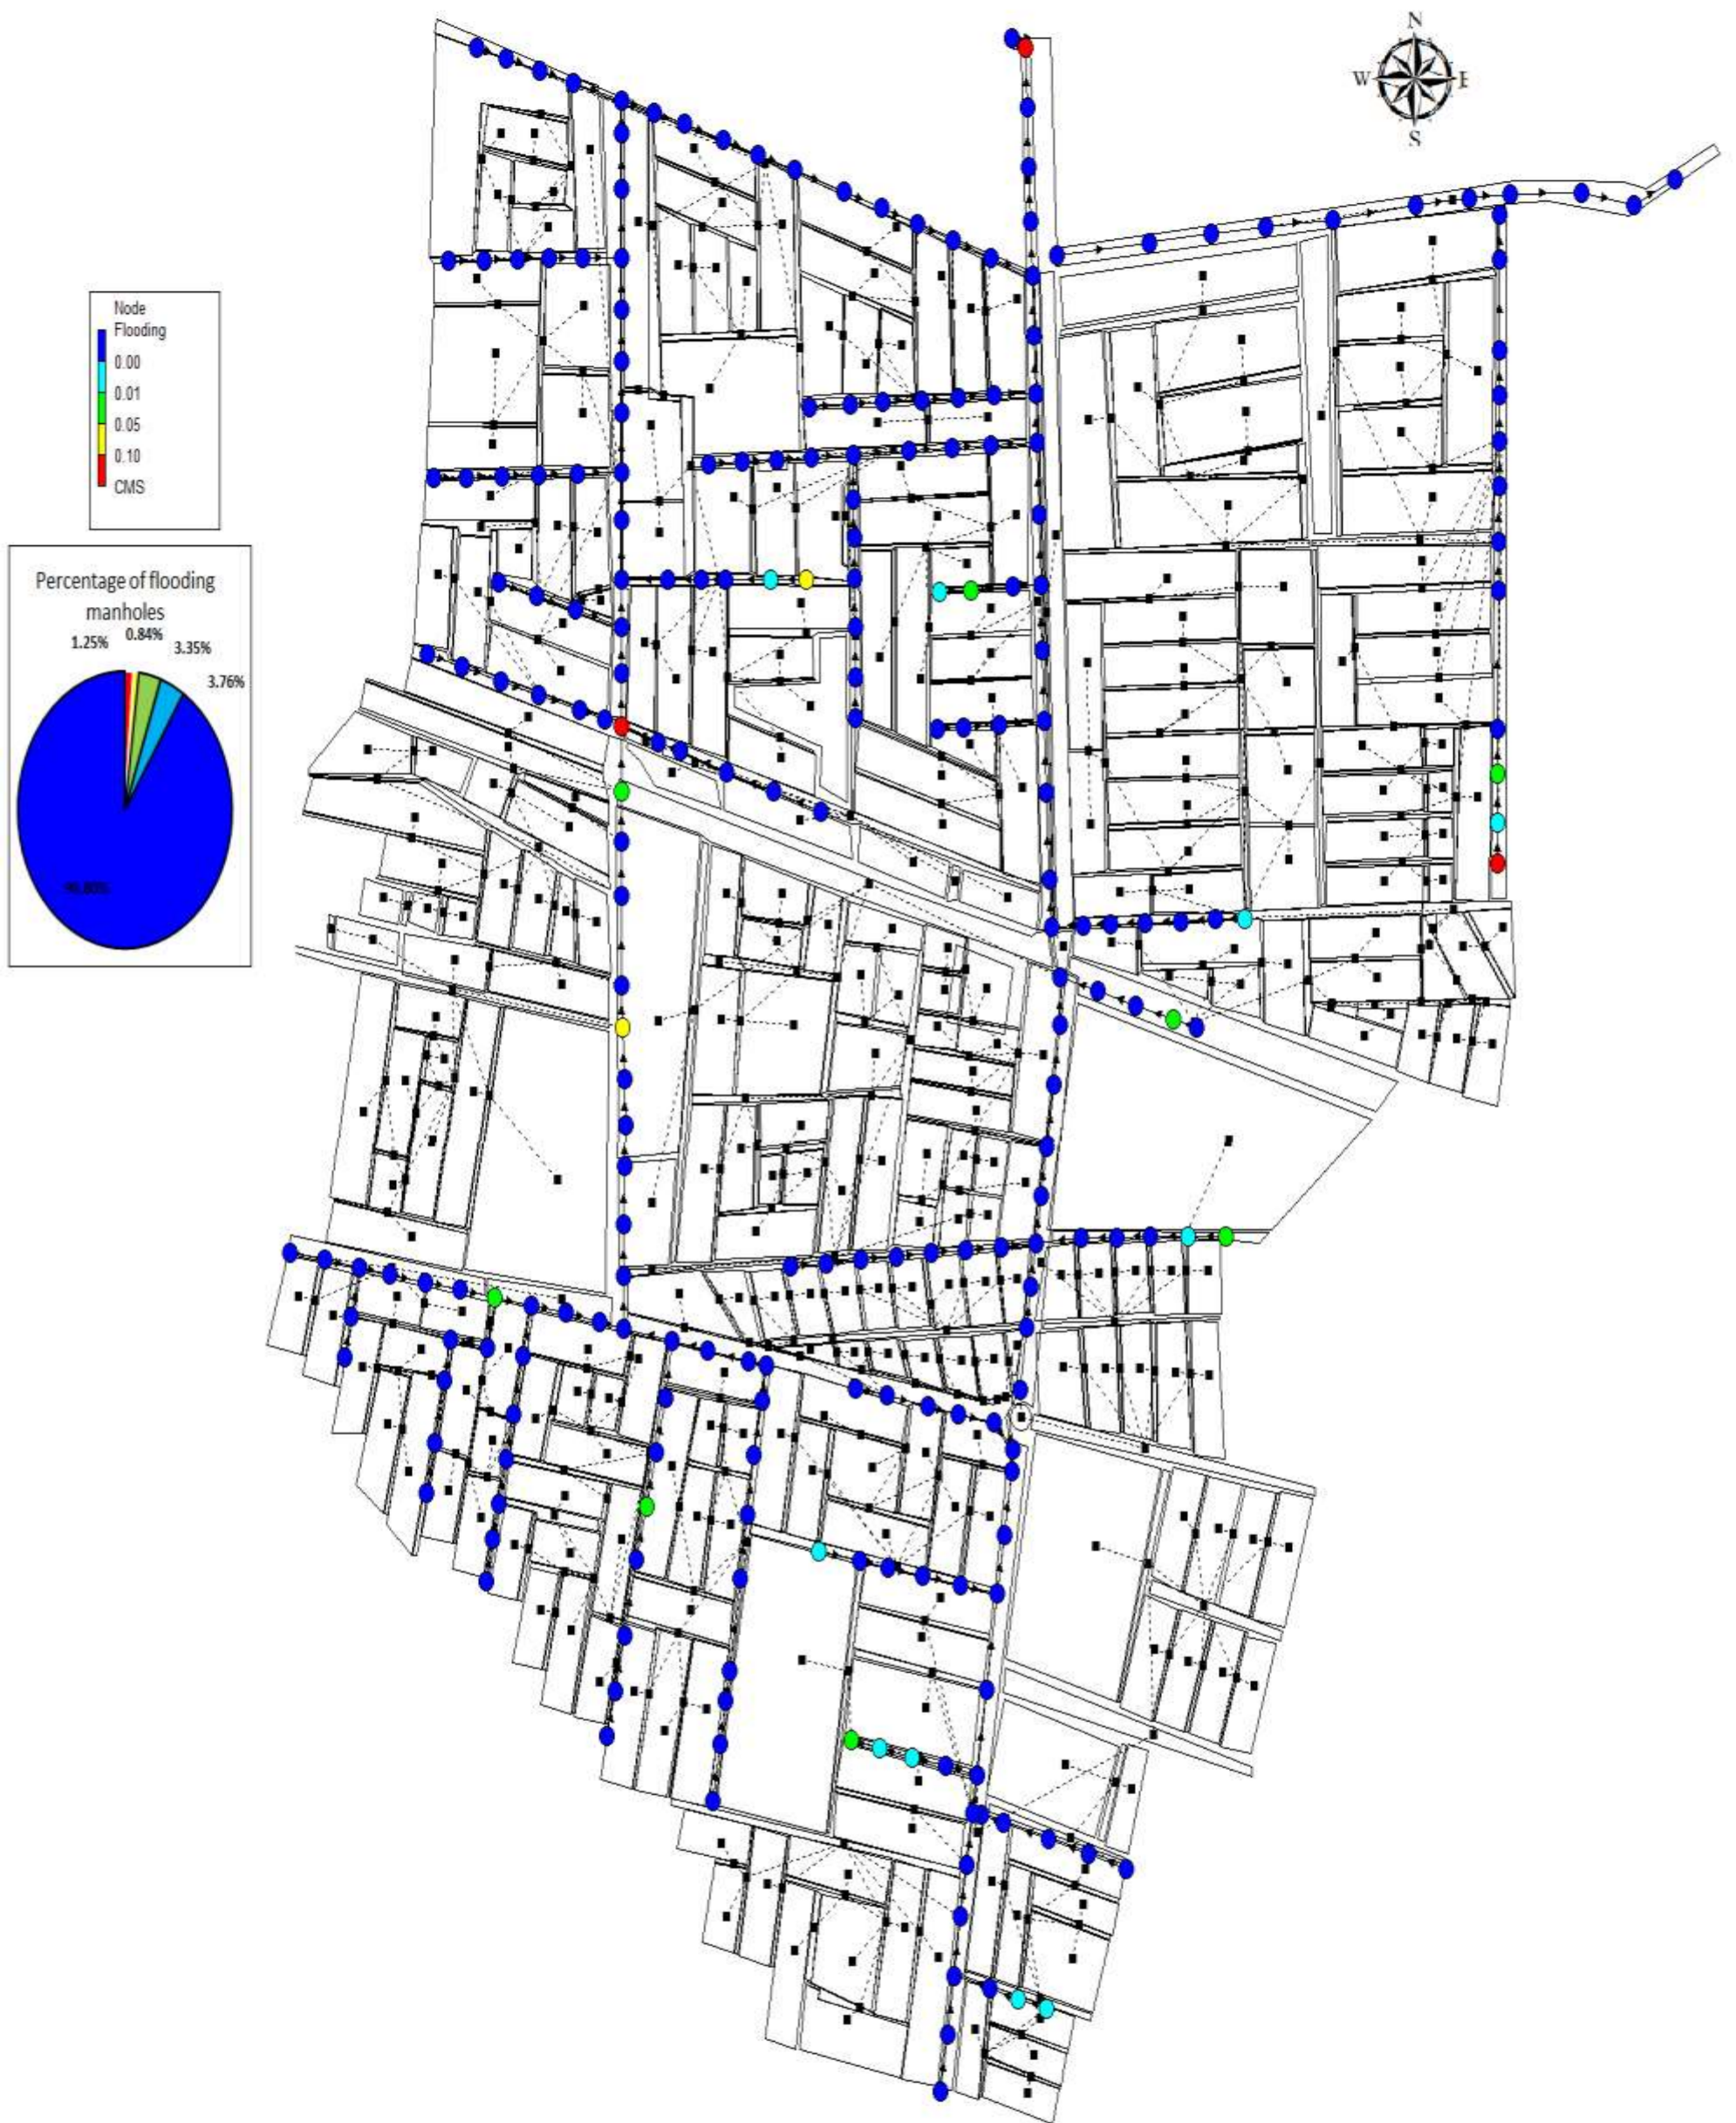 N
W
E
S
Node
Flooding
0.00
0.01
0.05
0.10
CMS
Percentage of flooding
manholes
1.25%
0.84%
3.35%
3.76%